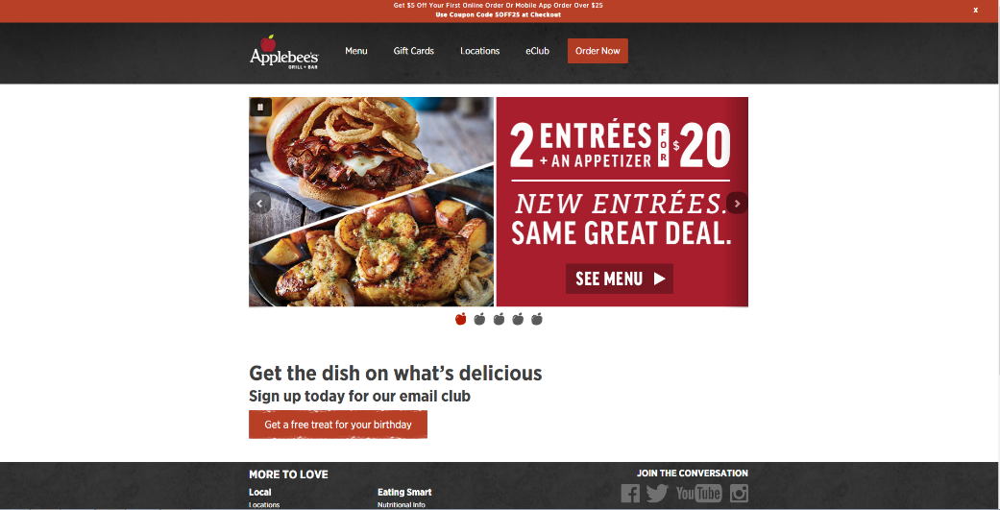 Get $5 Off Your First Online Order Or Mobile App Order Over $25
Use Coupon Code 5OFF25 at Checkout
x
Applebee's
GRILL + BAR
Menu
Gift Cards
Locations
eClub
Order Now
2 ENTRÉES
+ AN APPETIZER
FOR
$20
NEW ENTRÉES.
SAME GREAT DEAL.
SEE MENU
Get the dish on what's delicious
Sign up today for our email club
Get a free treat for your birthday
MORE TO LOVE
Local
Locations
Eating Smart
Nutritional Info
JOIN THE CONVERSATION
YouTube